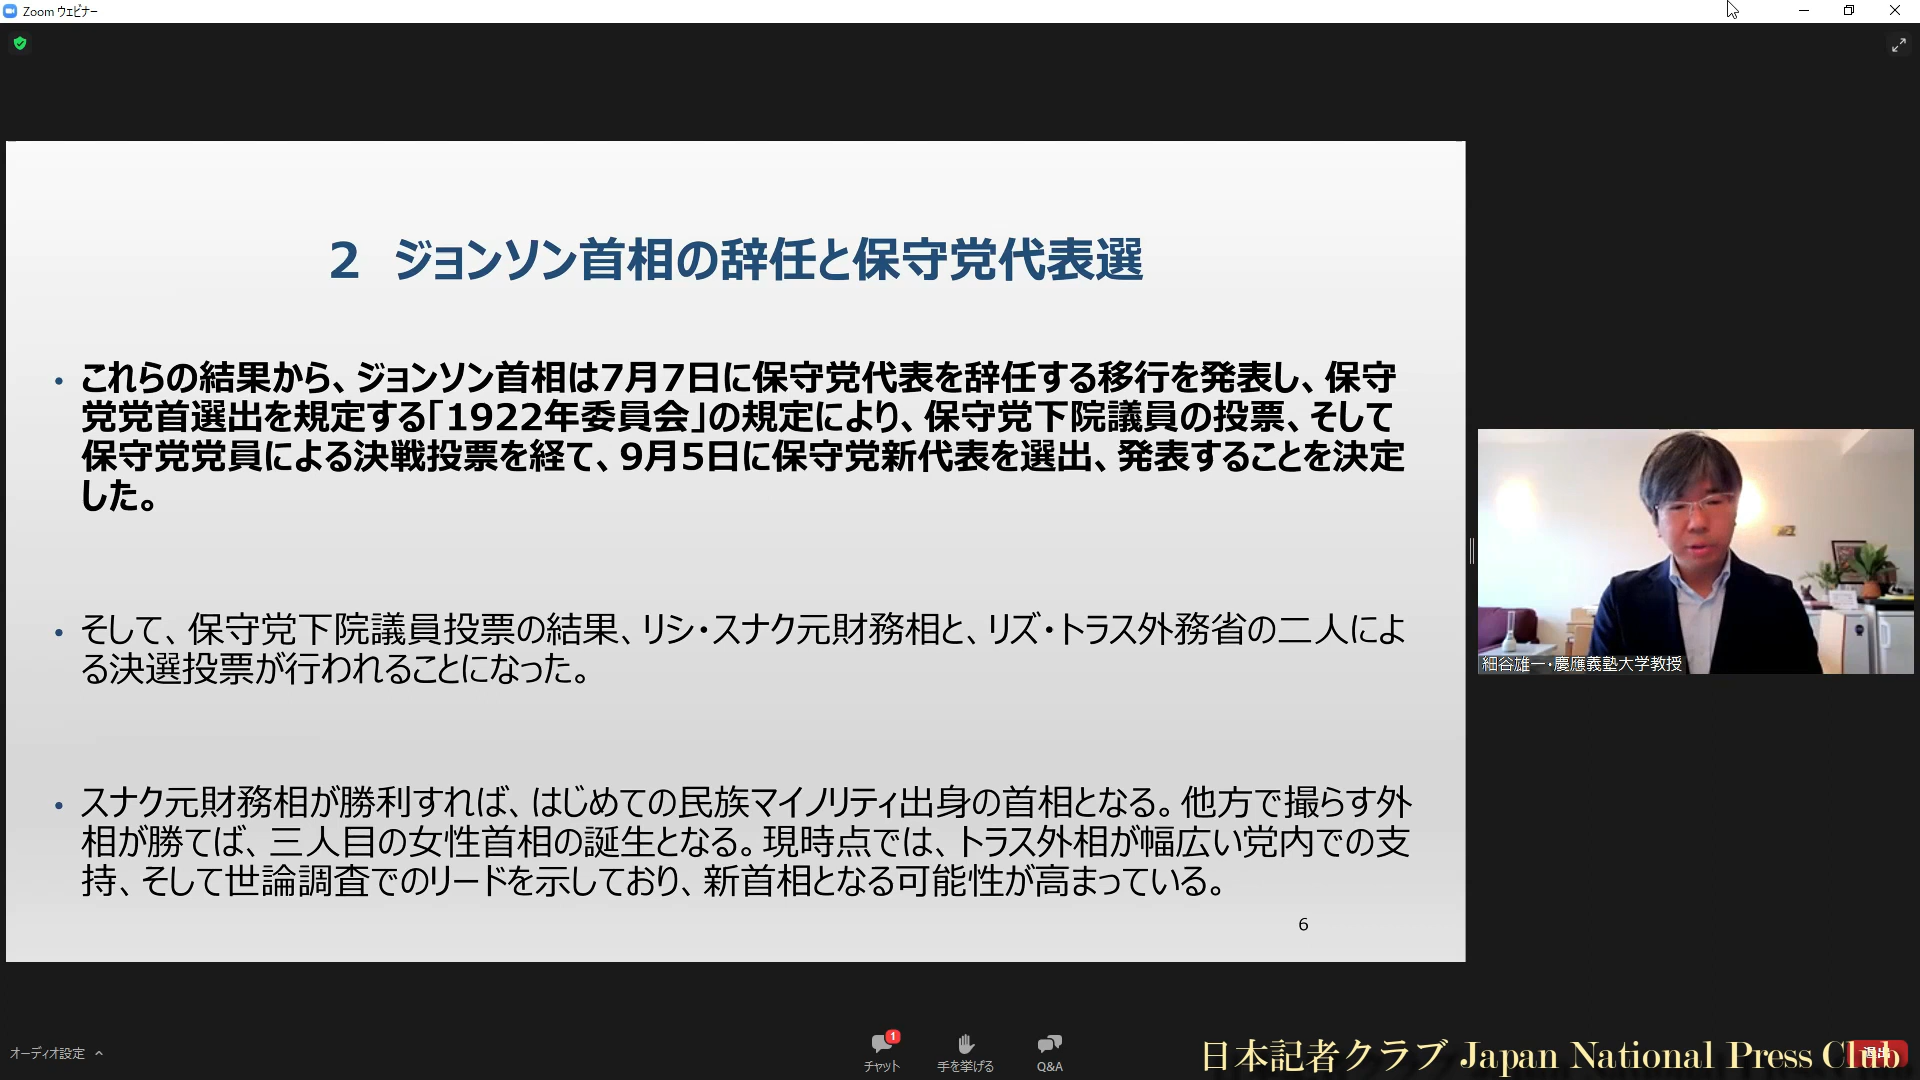 Zoom ウェビナー
2 ジョンソン首相の辞任と保守党代表選
• これらの結果から、ジョンソン首相は7月7日に保守党代表を辞任する移行を発表し、保守
党党首選出を規定する「1922年委員会」の規定により、保守党下院議員の投票、そして
保守党党員による決戦投票を経て、9月5日に保守党新代表を選出、発表することを決定
した。
• そして、保守党下院議員投票の結果、リシ・スナク元財務相と、リズ・トラス外務省の二人によ
る決選投票が行われることになった。
• スナク元財務相が勝利すれば、はじめての民族マイノリティ出身の首相となる。他方で撮らす外
相が勝てば、三人目の女性首相の誕生となる。現時点では、トラス外相が幅広い党内での支
持、そして世論調査でのリードを示しており、新首相となる可能性が高まっている。
6
細谷雄一・慶應義塾大学教授
オーディオ設定
1
チャット
手を挙げる
Q&A
日本記者クラブ Japan National Press Club
退出